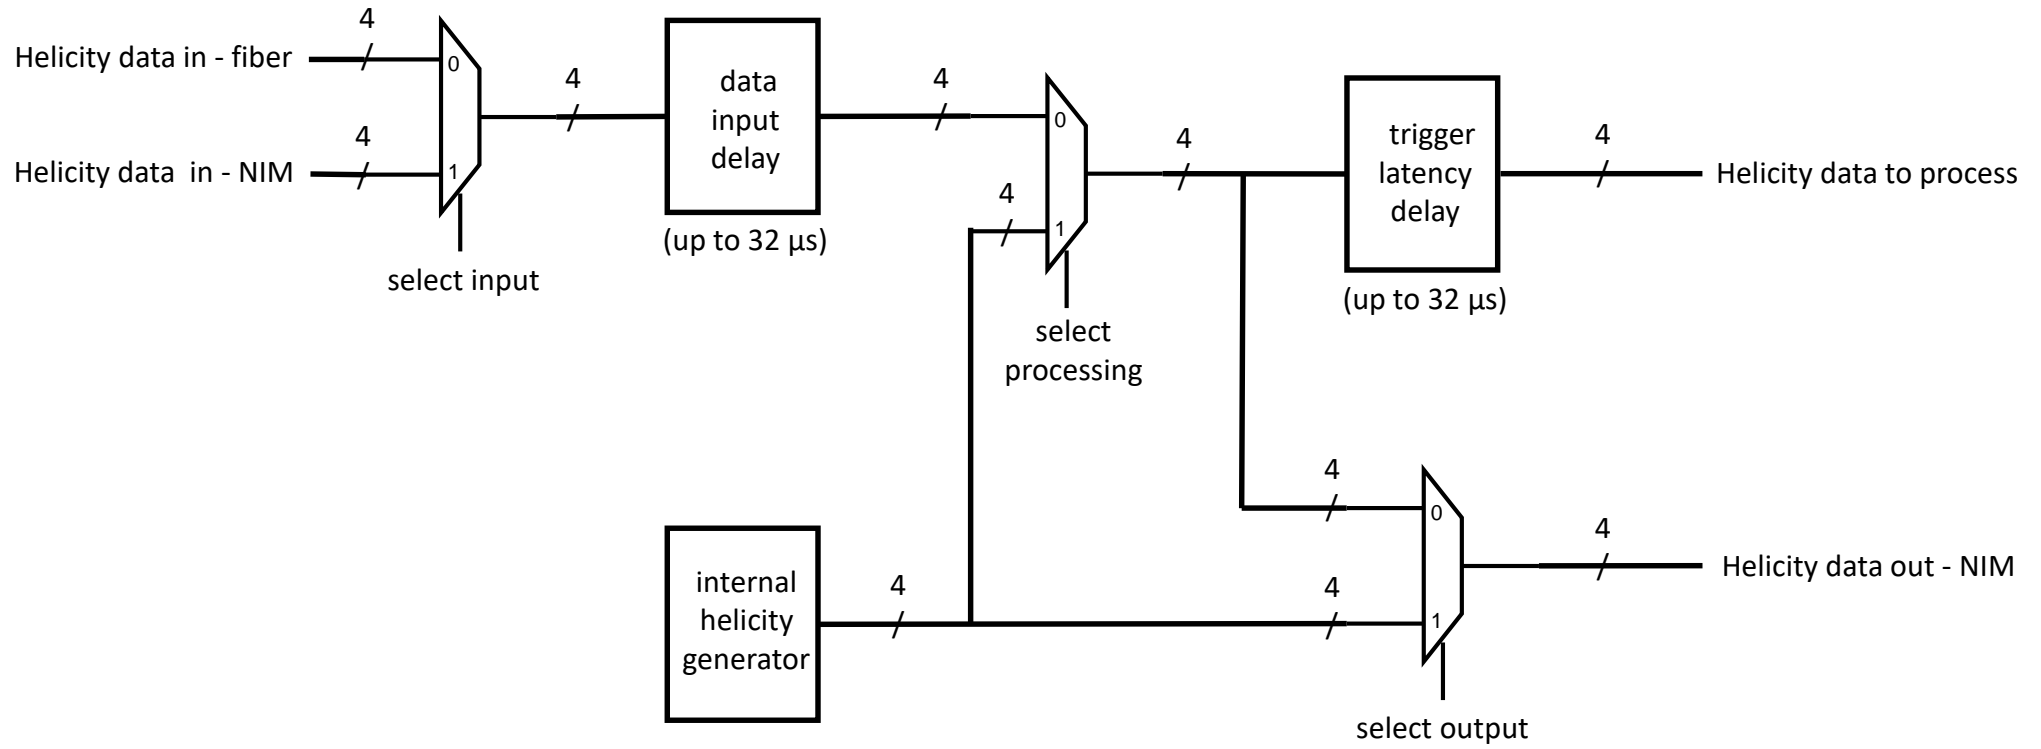 Helicity data in - fiber
4
0
Helicity data  in - NIM
4
1
select input
4
data
input
delay
(up to 32 µs)
4
0
4
1
select
processing
4
trigger
latency
delay
(up to 32 µs)
4
Helicity data to process
internal
helicity
generator
4
4
0
4
1
select output
4
Helicity data out - NIM